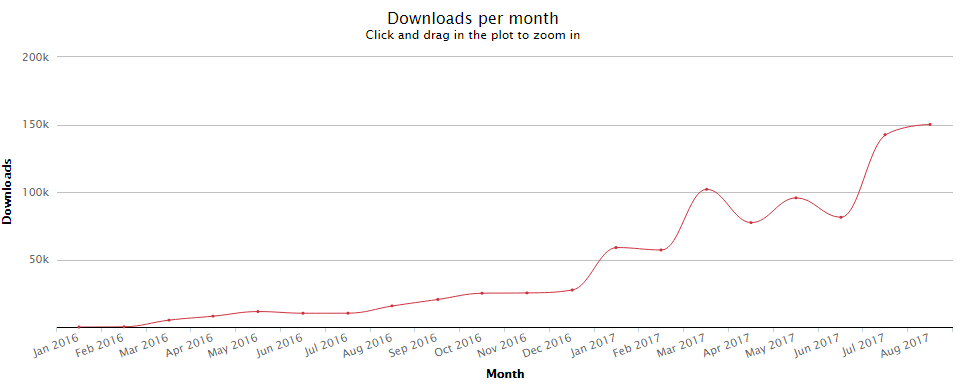 Downloads per month
Click and drag in the plot to zoom in
200k
150k
100k
50k
Downloads
Jan 2016
Feb 2016
Mar 2016
Apr 2016
May 2016
Jun 2016
Jul 2016
Aug 2016
Sep 2016
Oct 2016
Nov 2016
Dec 2016
Jan 2017
Feb 2017
Mar 2017
Apr 2017
May 2017
Jun 2017
Jul 2017
Aug 2017
Month